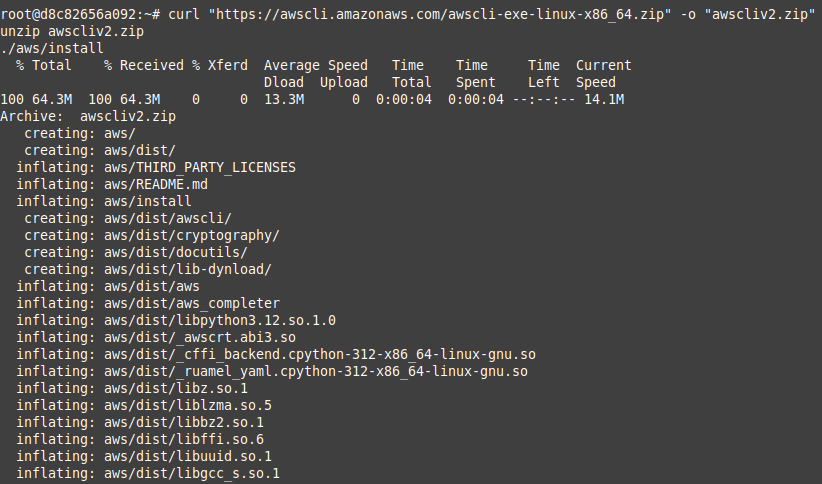 root@d8c82656a092:~# curl "https://awscli.amazonaws.com/awscli-exe-linux-x86_64.zip" -o "awscliv2.zip"
unzip awscliv2.zip
./aws/install
  % Total    % Received % Xferd  Average Speed   Time    Time     Time  Current
                                 Dload  Upload   Total   Spent    Left  Speed
100 64.3M  100 64.3M    0     0  13.3M      0  0:00:04  0:00:04 --:--:-- 14.1M
Archive:  awscliv2.zip
   creating: aws/
   creating: aws/dist/
  inflating: aws/THIRD_PARTY_LICENSES
  inflating: aws/README.md
  inflating: aws/install
   creating: aws/dist/awscli/
   creating: aws/dist/cryptography/
   creating: aws/dist/docutils/
   creating: aws/dist/lib-dynload/
  inflating: aws/dist/aws
  inflating: aws/dist/aws_completer
  inflating: aws/dist/libpython3.12.so.1.0
  inflating: aws/dist/_awscrt.abi3.so
  inflating: aws/dist/_cffi_backend.cpython-312-x86_64-linux-gnu.so
  inflating: aws/dist/_ruamel_yaml.cpython-312-x86_64-linux-gnu.so
  inflating: aws/dist/libz.so.1
  inflating: aws/dist/liblzma.so.5
  inflating: aws/dist/libbz2.so.1
  inflating: aws/dist/libffi.so.6
  inflating: aws/dist/libuuid.so.1
  inflating: aws/dist/libgcc_s.so.1